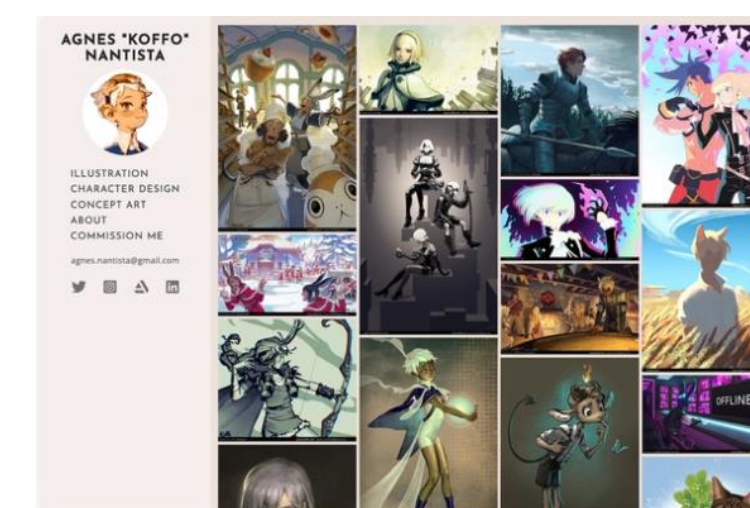 AGNES "KOFFO"
NANTISTA
ILLUSTRATION
CHARACTER DESIGN
CONCEPT ART
ABOUT
COMMISSION ME
agnes.nantista@gmail.com
OFFLINE